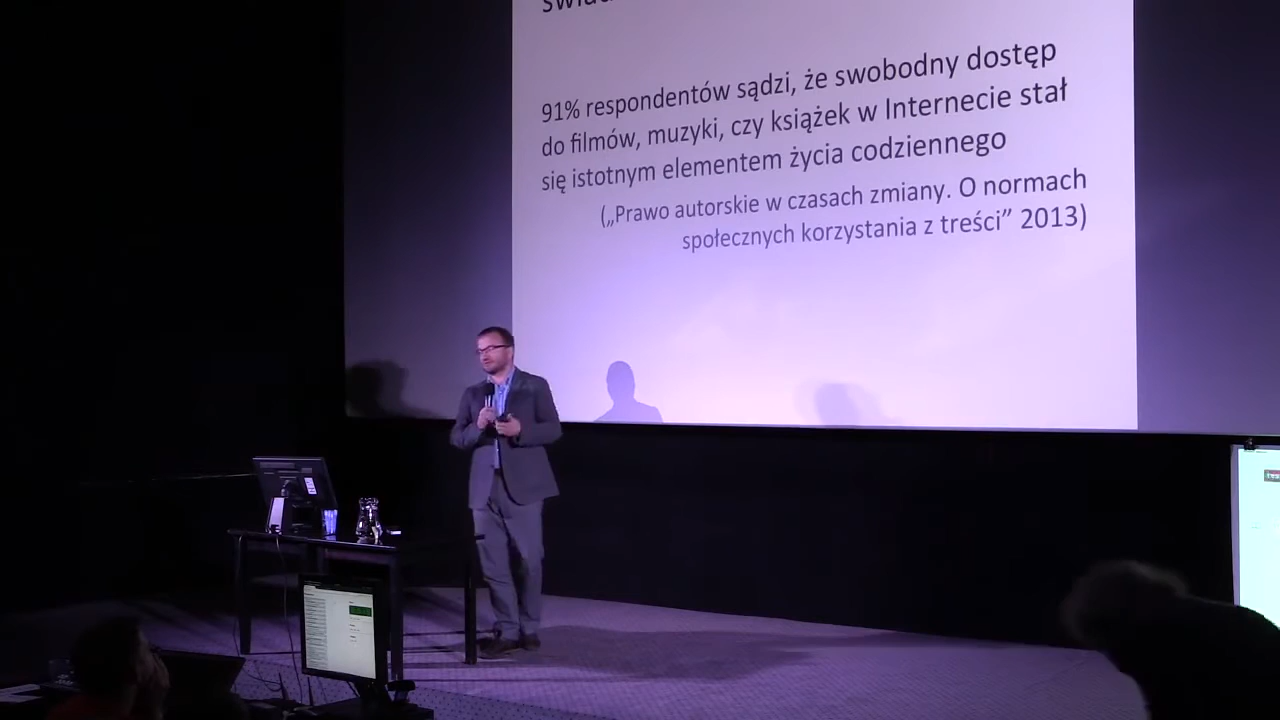 91% respondentów sądzi, że swobodny dostęp
do filmów, muzyki, czy książek w Internecie stał
się istotnym elementem życia codziennego
(„Prawo autorskie w czasach zmiany. O normach
społecznych korzystania z treści” 2013)